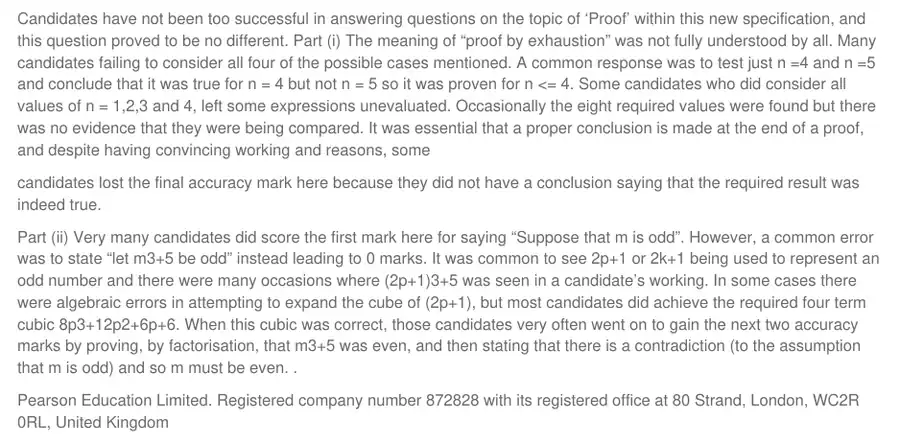 Candidates have not been too successful in answering questions on the topic of ‘Proof’ within this new specification, and
this question proved to be no different. Part (i) The meaning of “proof by exhaustion” was not fully understood by all. Many
candidates failing to consider all four of the possible cases mentioned. A common response was to test just n =4 and n =5
and conclude that it was true for n = 4 but not n = 5 so it was proven for n <= 4. Some candidates who did consider all
values of n = 1,2,3 and 4, left some expressions unevaluated. Occasionally the eight required values were found but there
was no evidence that they were being compared. It was essential that a proper conclusion is made at the end of a proof,
and despite having convincing working and reasons, some
candidates lost the final accuracy mark here because they did not have a conclusion saying that the required result was
indeed true.
Part (ii) Very many candidates did score the first mark here for saying “Suppose that m is odd”. However, a common error
was to state “let m3+5 be odd” instead leading to 0 marks. It was common to see 2p+1 or 2k+1 being used to represent an
odd number and there were many occasions where (2p+1)3+5 was seen in a candidate’s working. In some cases there
were algebraic errors in attempting to expand the cube of (2p+1), but most candidates did achieve the required four term
cubic 8p3+12p2+6p+6. When this cubic was correct, those candidates very often went on to gain the next two accuracy
marks by proving, by factorisation, that m3+5 was even, and then stating that there is a contradiction (to the assumption
that m is odd) and so m must be even. .
Pearson Education Limited. Registered company number 872828 with its registered office at 80 Strand, London, WC2R
0RL, United Kingdom